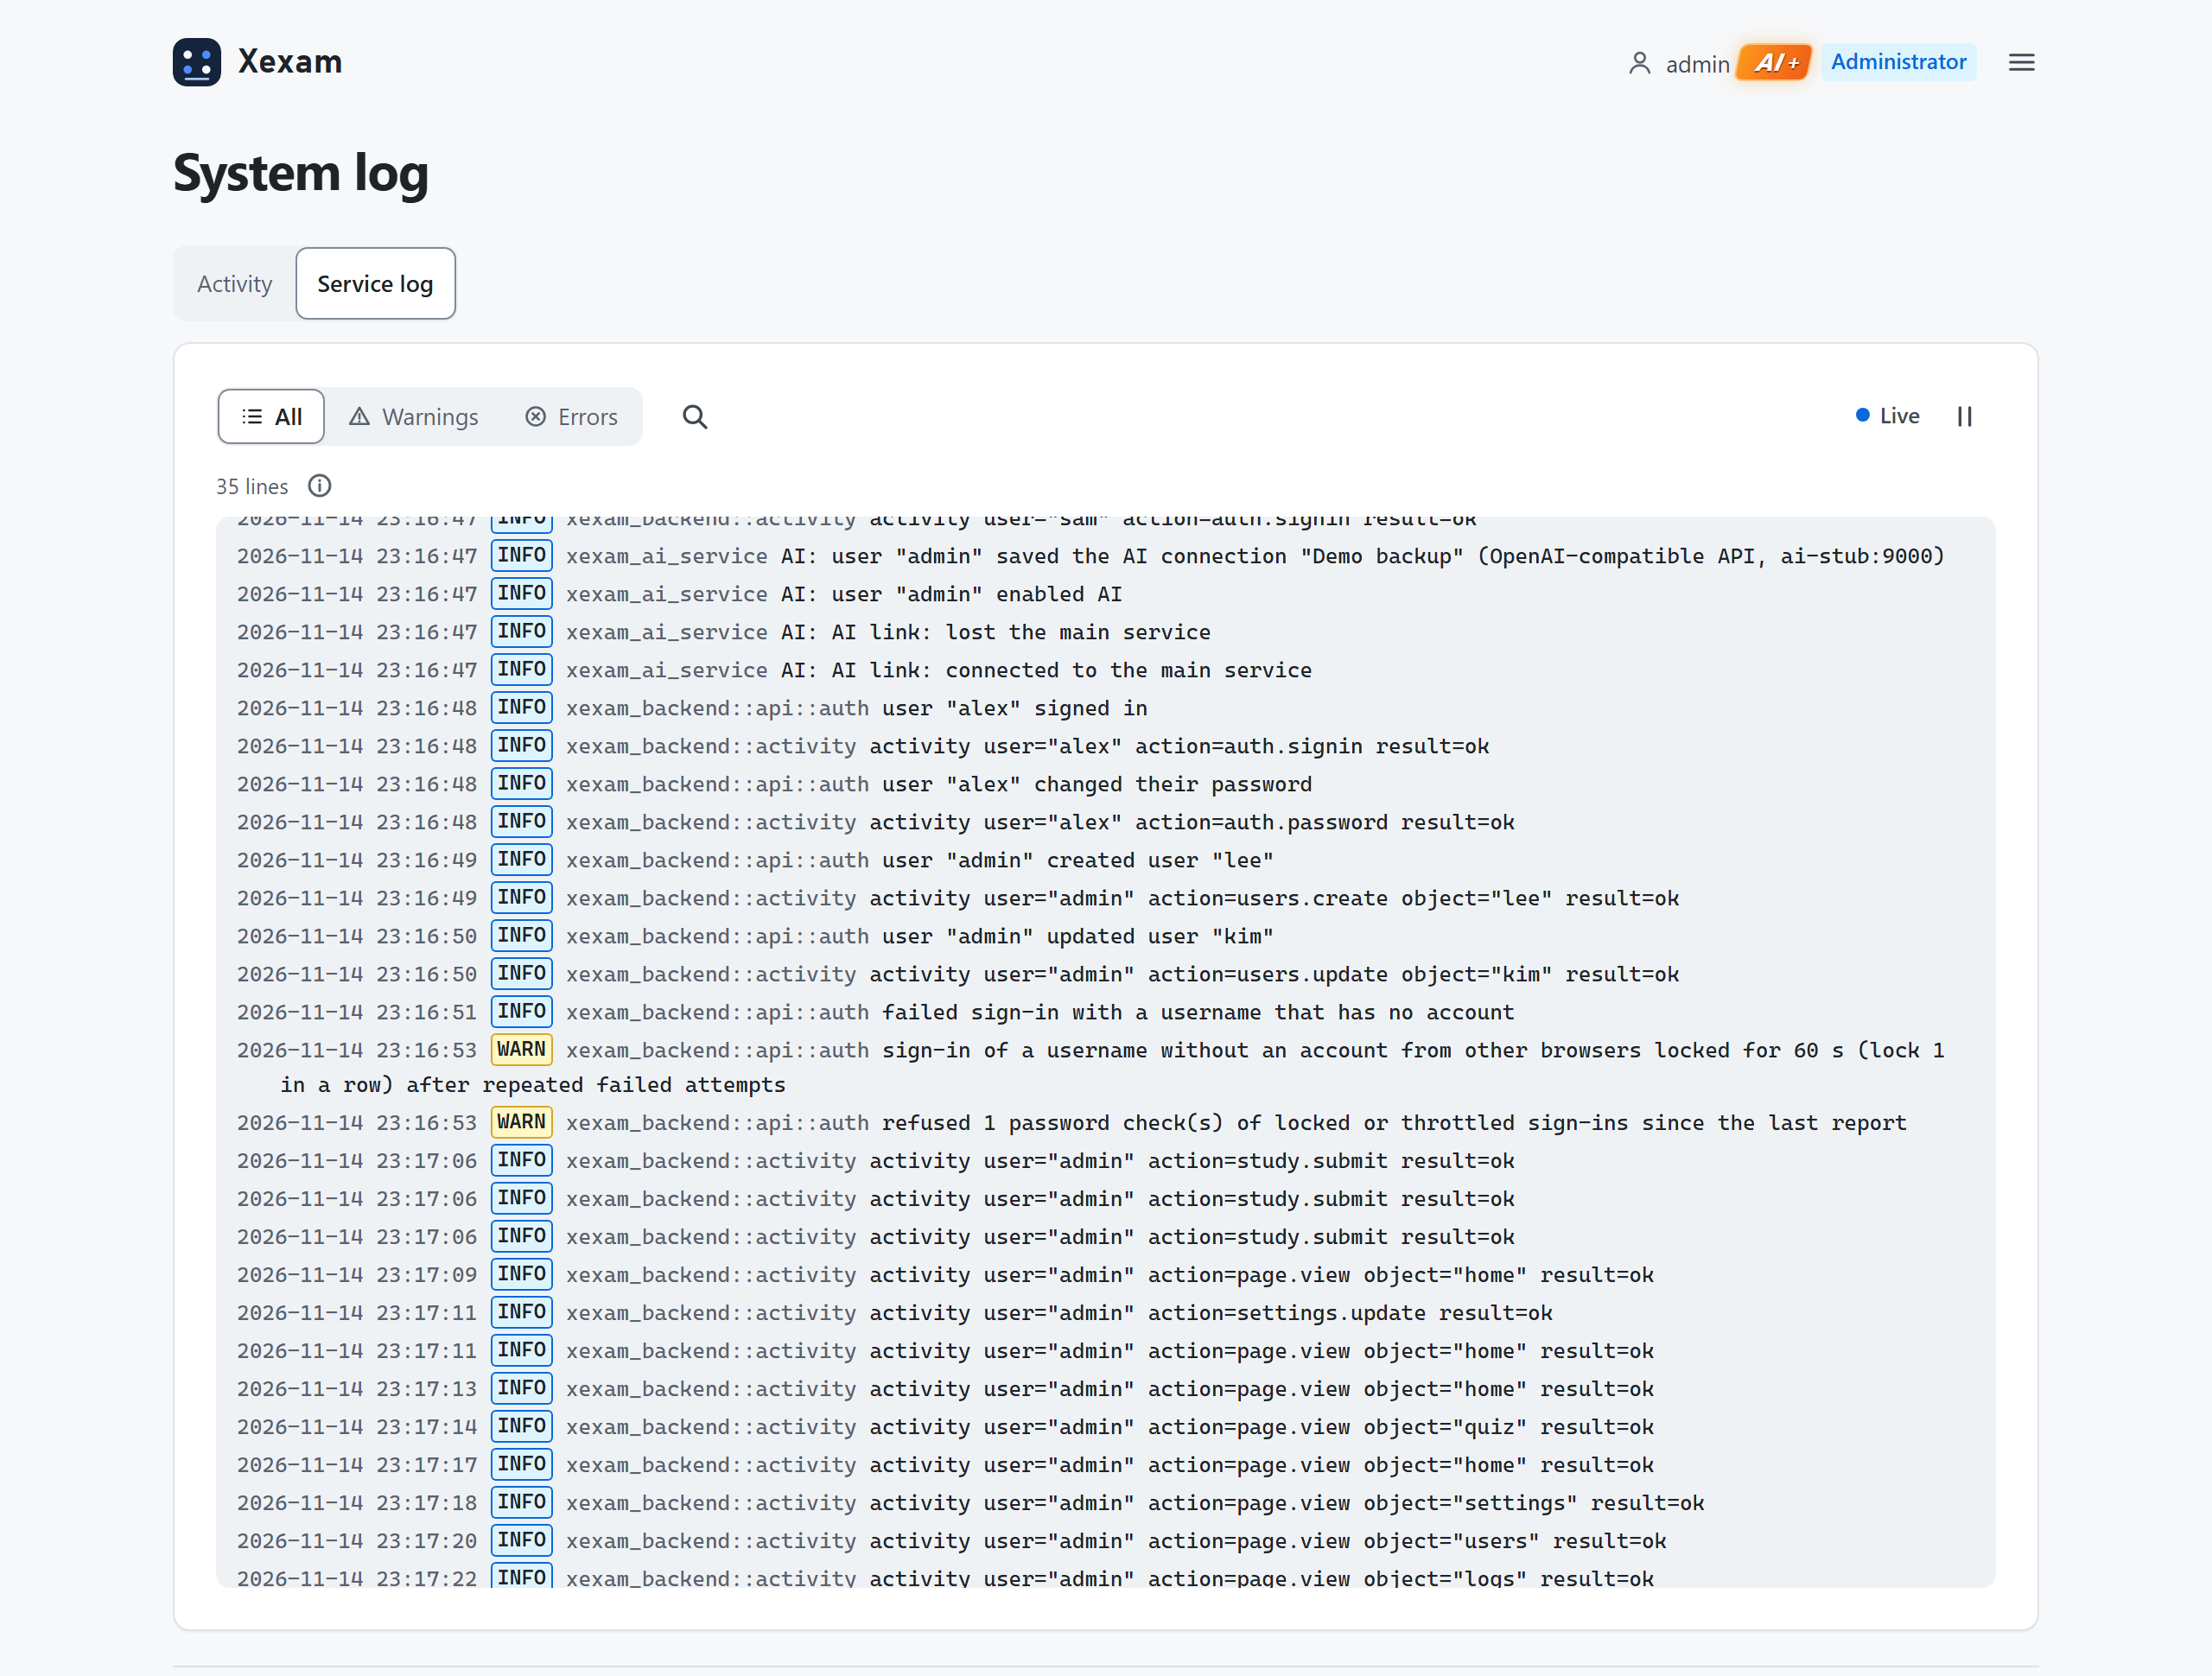 Xexam
admin AI+ Administrator
System log
Activity Service log
All Warnings Errors Live
35 lines
2026-11-14 23:16:47 INFO xexam_backend::activity activity user="sam" action=auth.signin result=ok
2026-11-14 23:16:47 INFO xexam_ai_service AI: user "admin" saved the AI connection "Demo backup" (OpenAI-compatible API, ai-stub:9000)
2026-11-14 23:16:47 INFO xexam_ai_service AI: user "admin" enabled AI
2026-11-14 23:16:47 INFO xexam_ai_service AI: AI link: lost the main service
2026-11-14 23:16:47 INFO xexam_ai_service AI: AI link: connected to the main service
2026-11-14 23:16:48 INFO xexam_backend::api::auth user "alex" signed in
2026-11-14 23:16:48 INFO xexam_backend::activity activity user="alex" action=auth.signin result=ok
2026-11-14 23:16:48 INFO xexam_backend::api::auth user "alex" changed their password
2026-11-14 23:16:48 INFO xexam_backend::activity activity user="alex" action=auth.password result=ok
2026-11-14 23:16:49 INFO xexam_backend::api::auth user "admin" created user "lee"
2026-11-14 23:16:49 INFO xexam_backend::activity activity user="admin" action=users.create object="lee" result=ok
2026-11-14 23:16:50 INFO xexam_backend::api::auth user "admin" updated user "kim"
2026-11-14 23:16:50 INFO xexam_backend::activity activity user="admin" action=users.update object="kim" result=ok
2026-11-14 23:16:51 INFO xexam_backend::api::auth failed sign-in with a username that has no account
2026-11-14 23:16:53 WARN xexam_backend::api::auth sign-in of a username without an account from other browsers locked for 60 s (lock 1
in a row) after repeated failed attempts
2026-11-14 23:16:53 WARN xexam_backend::api::auth refused 1 password check(s) of locked or throttled sign-ins since the last report
2026-11-14 23:17:06 INFO xexam_backend::activity activity user="admin" action=study.submit result=ok
2026-11-14 23:17:06 INFO xexam_backend::activity activity user="admin" action=study.submit result=ok
2026-11-14 23:17:06 INFO xexam_backend::activity activity user="admin" action=study.submit result=ok
2026-11-14 23:17:09 INFO xexam_backend::activity activity user="admin" action=page.view object="home" result=ok
2026-11-14 23:17:11 INFO xexam_backend::activity activity user="admin" action=settings.update result=ok
2026-11-14 23:17:11 INFO xexam_backend::activity activity user="admin" action=page.view object="home" result=ok
2026-11-14 23:17:13 INFO xexam_backend::activity activity user="admin" action=page.view object="home" result=ok
2026-11-14 23:17:14 INFO xexam_backend::activity activity user="admin" action=page.view object="quiz" result=ok
2026-11-14 23:17:17 INFO xexam_backend::activity activity user="admin" action=page.view object="home" result=ok
2026-11-14 23:17:18 INFO xexam_backend::activity activity user="admin" action=page.view object="settings" result=ok
2026-11-14 23:17:20 INFO xexam_backend::activity activity user="admin" action=page.view object="users" result=ok
2026-11-14 23:17:22 INFO xexam_backend::activity activity user="admin" action=page.view object="logs" result=ok